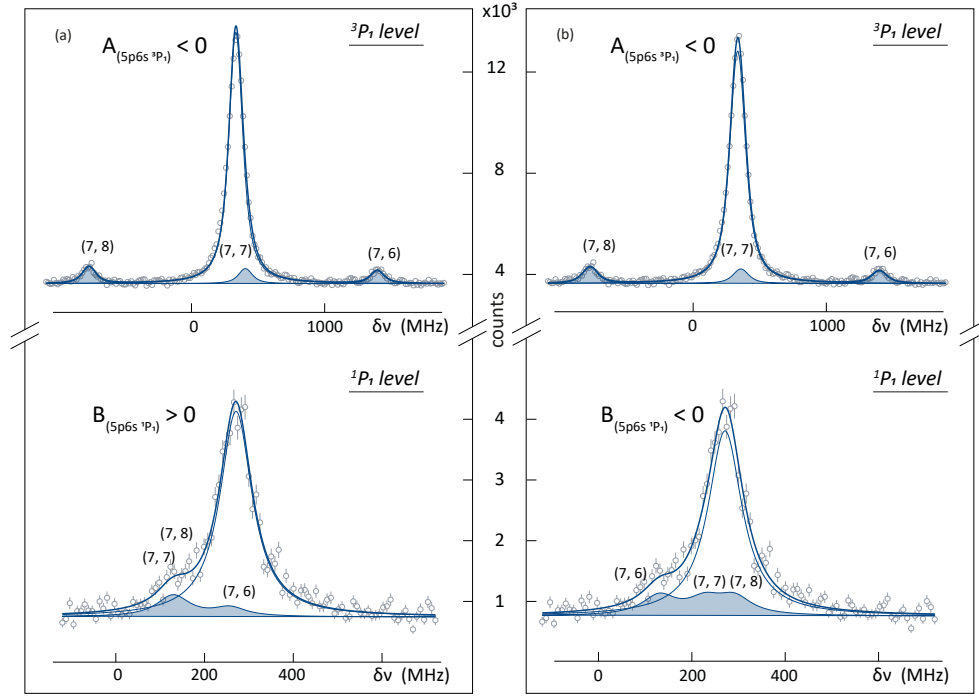 (a)
³P₁ level
A(5p6s ³P₁) < 0
(7, 8)
(7, 7)
(7, 6)
0
1000
δν (MHz)
x10³
12
8
4
counts
(b)
³P₁ level
A(5p6s ³P₁) < 0
(7, 8)
(7, 7)
(7, 6)
0
1000
δν (MHz)
¹P₁ level
B(5p6s ¹P₁) > 0
(7, 8)
(7, 7)
(7, 6)
0
200
400
δν (MHz)
4
3
2
1
¹P₁ level
B(5p6s ¹P₁) < 0
(7, 6)
(7, 7) (7, 8)
0
200
400
δν (MHz)